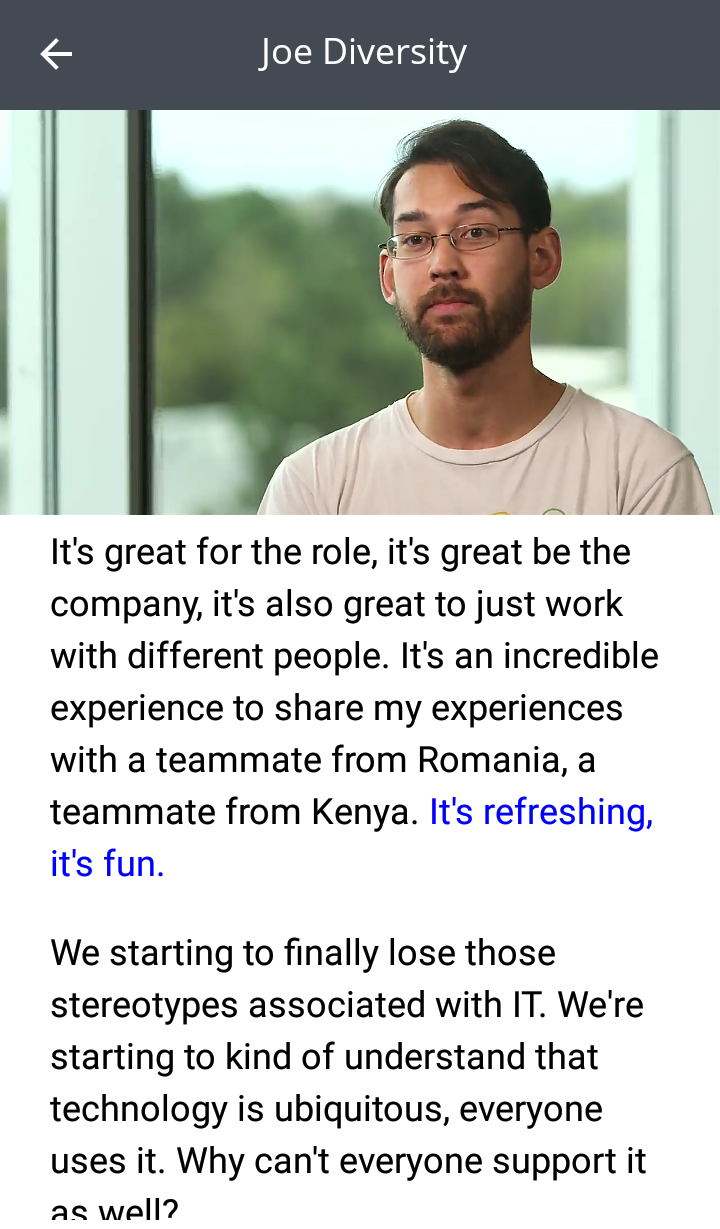 Joe Diversity
It's great for the role, it's great be the
company, it's also great to just work
with different people. It's an incredible
experience to share my experiences
with a teammate from Romania, a
teammate from Kenya. It's refreshing,
it's fun.
We starting to finally lose those
stereotypes associated with IT. We're
starting to kind of understand that
technology is ubiquitous, everyone
uses it. Why can't everyone support it
as well?